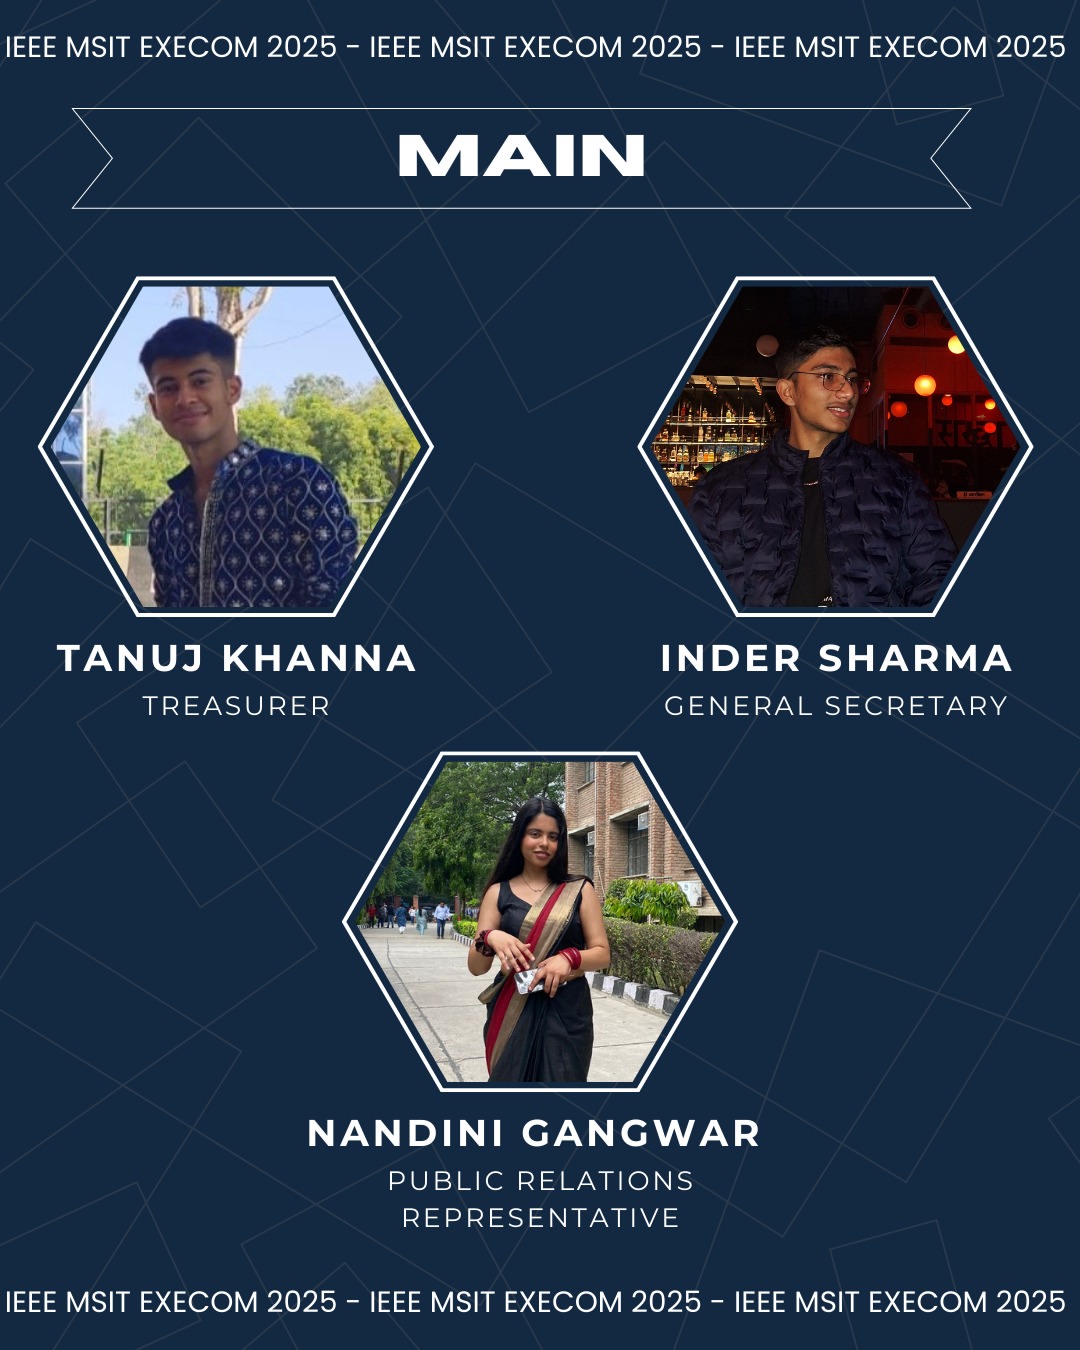 IEEE MSIT EXECOM 2025 - IEEE MSIT EXECOM 2025 - IEEE MSIT EXECOM 2025
MAIN
TANUJ KHANNA
TREASURER
INDER SHARMA
GENERAL SECRETARY
NANDINI GANGWAR
PUBLIC RELATIONS
REPRESENTATIVE
IEEE MSIT EXECOM 2025 - IEEE MSIT EXECOM 2025 - IEEE MSIT EXECOM 2025